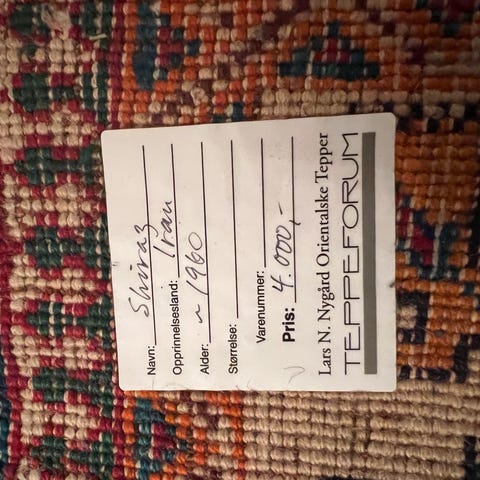 Navn: Shiraz
Opprinnelsesland: Iran
Alder: ~ 1960
Størrelse:
Varenummer:
Pris: 4.000,-
Lars N. Nygård Orientalske Tepper
TEPPEFORUM